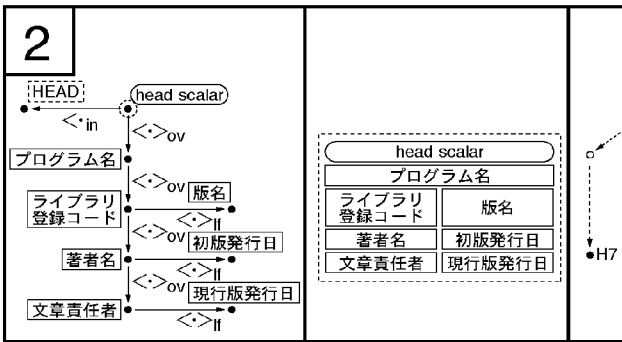 2
HEAD
head scalar
<・in
<・>ov
プログラム名
<・>ov
版名
ライブラリ
登録コード
<・>lf
<・>ov
初版発行日
著者名
<・>lf
<・>ov
現行版発行日
文章責任者
<・>lf
head scalar
プログラム名
ライブラリ
登録コード
版名
著者名
初版発行日
文章責任者
現行版発行日
H7